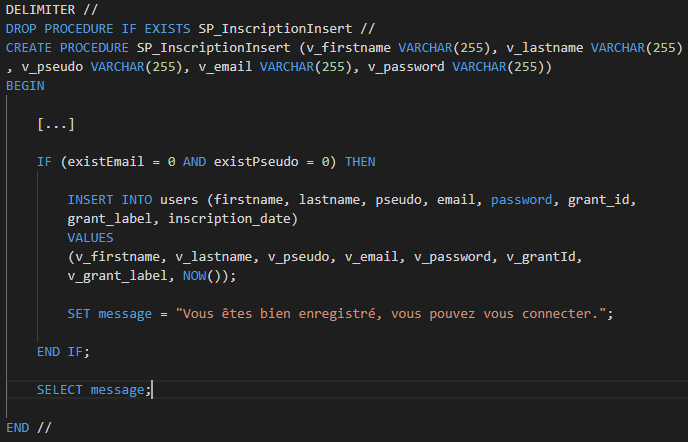 DELIMITER //
DROP PROCEDURE IF EXISTS SP_InscriptionInsert //
CREATE PROCEDURE SP_InscriptionInsert (v_firstname VARCHAR(255), v_lastname VARCHAR(255)
, v_pseudo VARCHAR(255), v_email VARCHAR(255), v_password VARCHAR(255))
BEGIN
[...]
IF (existEmail = 0 AND existPseudo = 0) THEN
INSERT INTO users (firstname, lastname, pseudo, email, password, grant_id,
grant_label, inscription_date)
VALUES
(v_firstname, v_lastname, v_pseudo, v_email, v_password, v_grantId,
v_grant_label, NOW());
SET message = "Vous êtes bien enregistré, vous pouvez vous connecter.";
END IF;
SELECT message;
END //